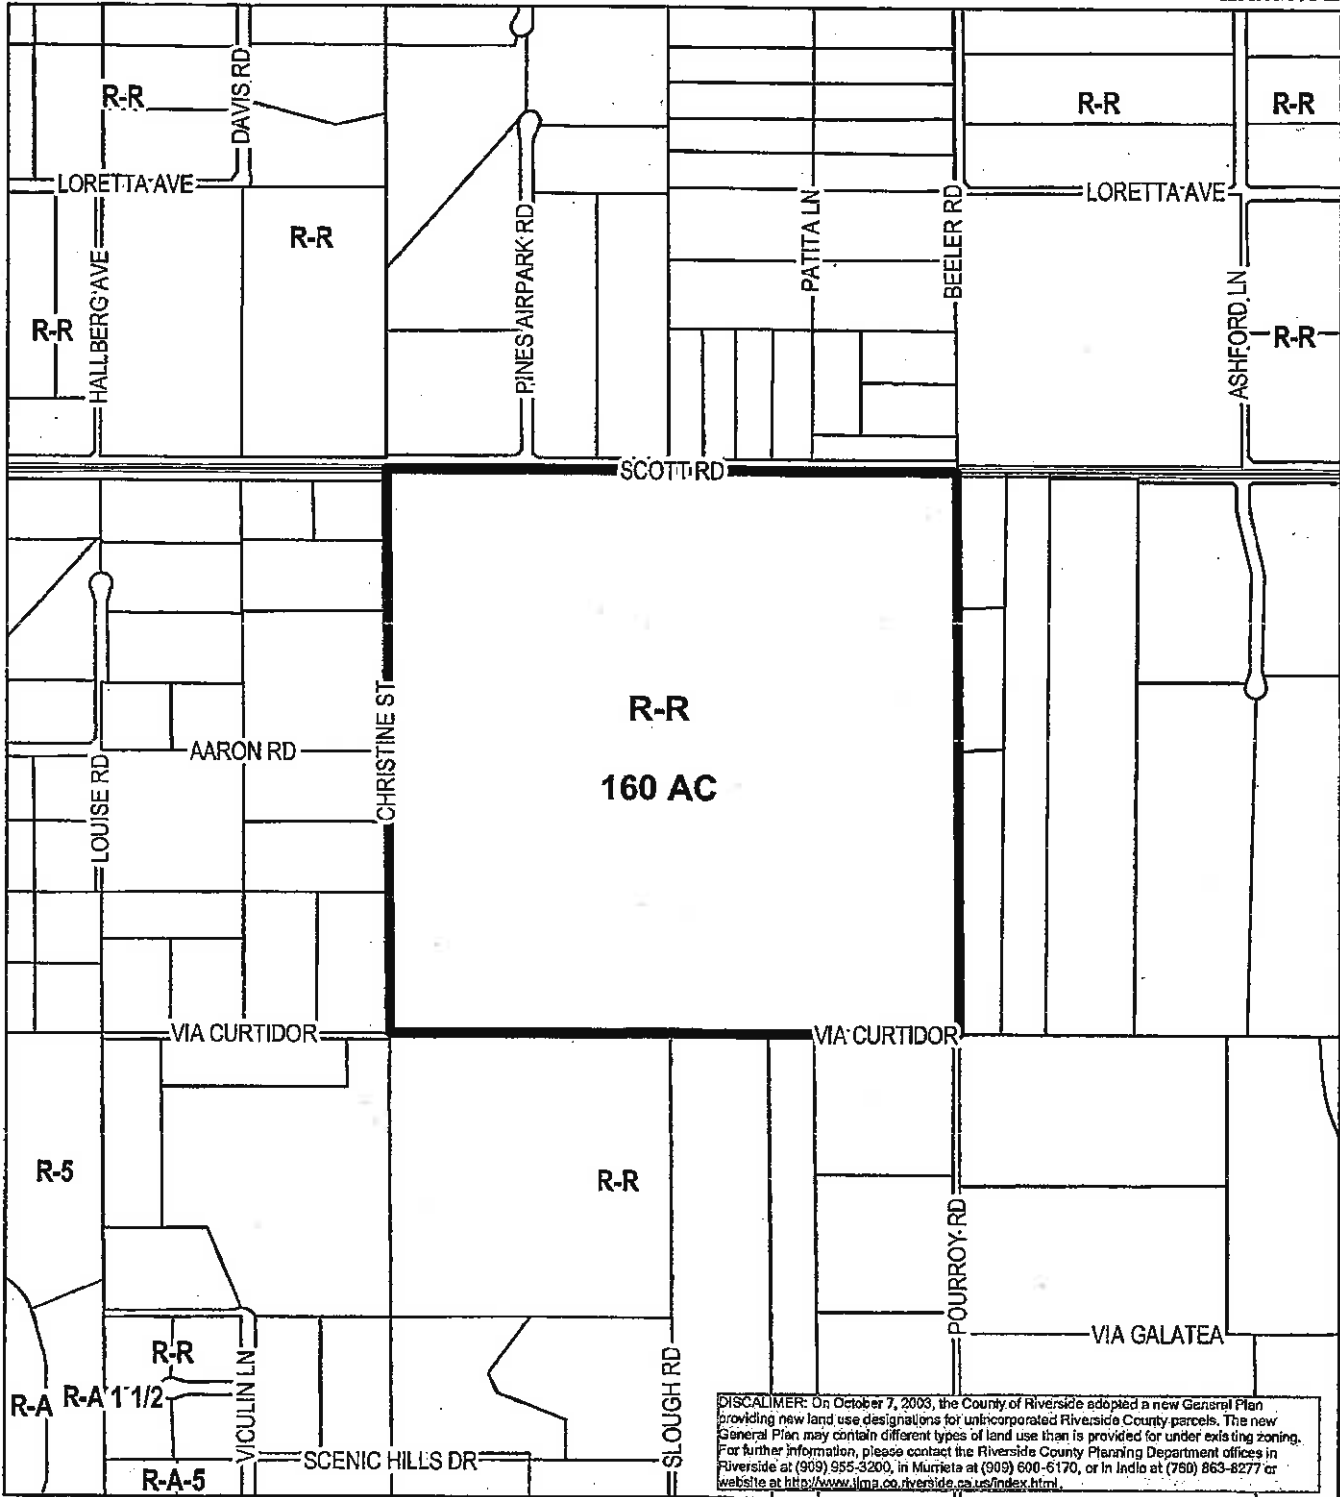 R-R
DAVIS RD
R-R
R-R
LORETTA AVE
LORETTA AVE
R-R
HALLBERG AVE
PINES AIRPARK RD
PATITA LN
BEELER RD
ASHFORD LN
R-R
R-R
SCOTT RD
CHRISTINE ST
R-R
160 AC
AARON RD
LOUISE RD
VIA CURTIDOR
VIA CURTIDOR
R-5
R-R
POURROY RD
VIA GALATEA
R-R
R-A
R-A 1 1/2
VICULIN LN
SLOUGH RD
SCENIC HILLS DR
R-A-5
DISCALIMER: On October 7, 2003, the County of Riverside adopted a new General Plan
providing new land use designations for unincorporated Riverside County parcels. The new
General Plan may contain different types of land use than is provided for under existing zoning.
For further information, please contact the Riverside County Planning Department offices in
Riverside at (909) 955-3200, in Murrieta at (909) 600-6170, or in Indio at (760) 863-8277 or
website at http://www.tlma.co.riverside.ca.us/index.html.